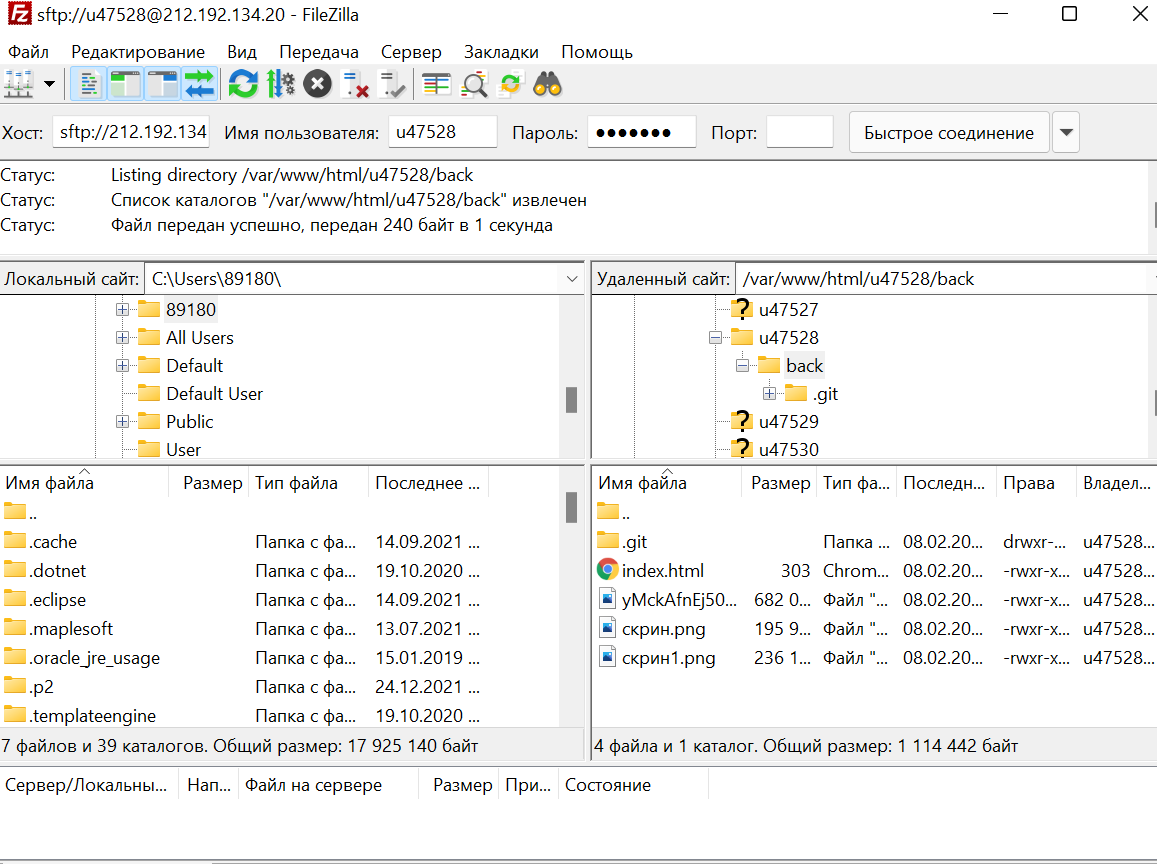 sftp://u47528@212.192.134.20 - FileZilla
Файл Редактирование Вид Передача Сервер Закладки Помощь
Хост: sftp://212.192.134 Имя пользователя: u47528 Пароль: ●●●●●●● Порт: Быстрое соединение
Статус: Listing directory /var/www/html/u47528/back
Статус: Список каталогов "/var/www/html/u47528/back" извлечен
Статус: Файл передан успешно, передан 240 байт в 1 секунда
Локальный сайт: C:\Users\89180\
89180
All Users
Default
Default User
Public
User
Удаленный сайт: /var/www/html/u47528/back
u47527
u47528
back
.git
u47529
u47530
Имя файла Размер Тип файла Последнее ...
..
.cache Папка с фа... 14.09.2021 ...
.dotnet Папка с фа... 19.10.2020 ...
.eclipse Папка с фа... 14.09.2021 ...
.maplesoft Папка с фа... 13.07.2021 ...
.oracle_jre_usage Папка с фа... 15.01.2019 ...
.p2 Папка с фа... 24.12.2021 ...
.templateengine Папка с фа... 19.10.2020 ...
7 файлов и 39 каталогов. Общий размер: 17 925 140 байт
Имя файла Размер Тип фа... Последн... Права Владел...
..
.git Папка ... 08.02.20... drwxr-... u47528...
index.html 303 Chrom... 08.02.20... -rwxr-x... u47528...
yMckAfnEj50... 682 0... Файл "... 08.02.20... -rwxr-x... u47528...
скрин.png 195 9... Файл "... 08.02.20... -rwxr-x... u47528...
скрин1.png 236 1... Файл "... 08.02.20... -rwxr-x... u47528...
4 файла и 1 каталог. Общий размер: 1 114 442 байт
Сервер/Локальны... Нап... Файл на сервере Размер При... Состояние